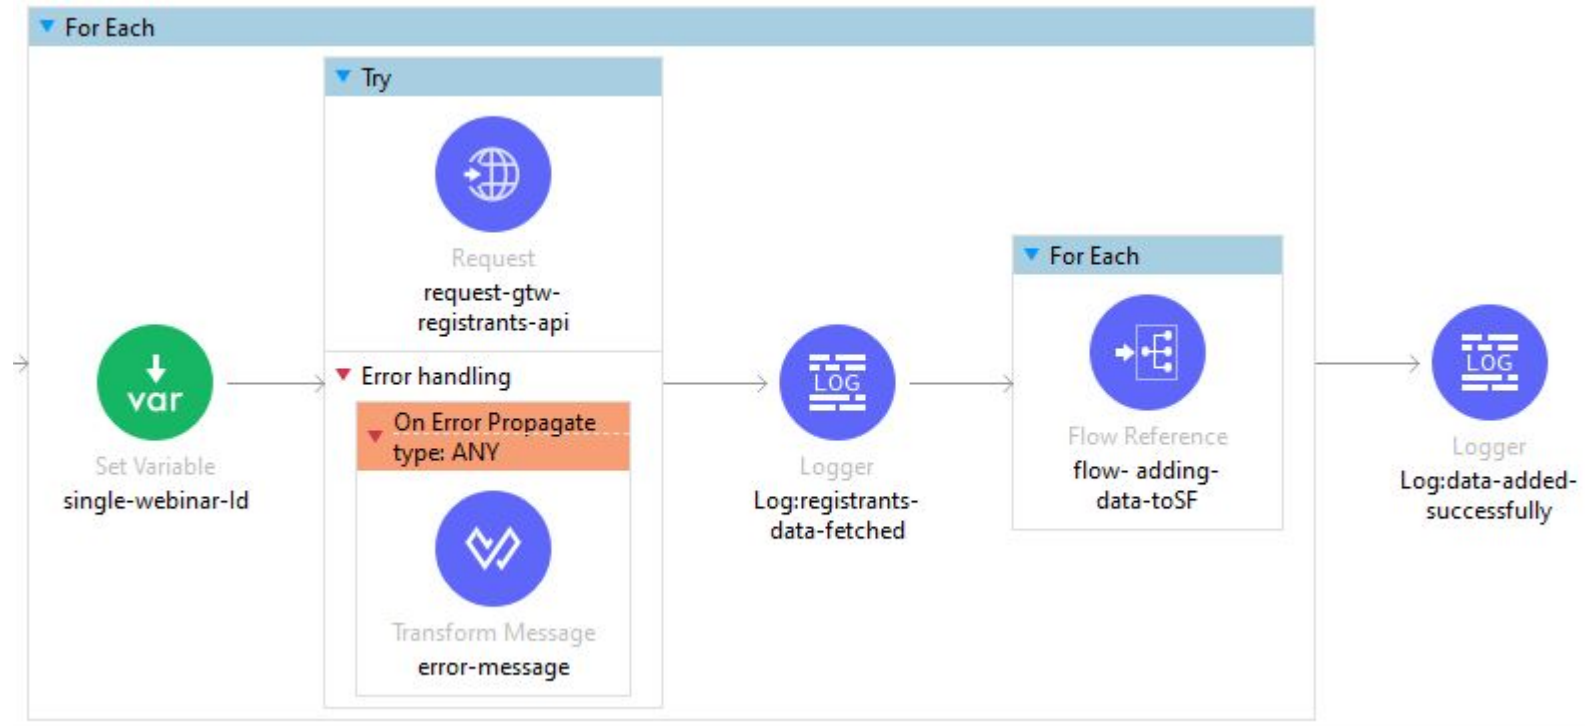 For Each
Try
Request
request-gtw-
registrants-api
Error handling
On Error Propagate
type: ANY
Transform Message
error-message
var
Set Variable
single-webinar-Id
LOG
Logger
Log:registrants-
data-fetched
For Each
Flow Reference
flow- adding-
data-toSF
LOG
Logger
Log:data-added-
successfully